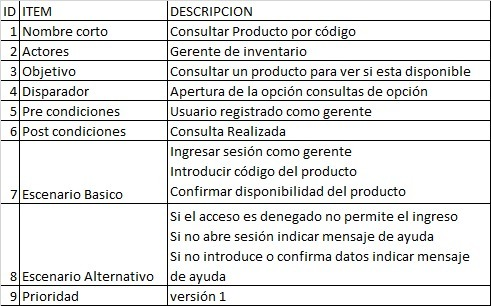 ID ITEM DESCRIPCION
1 Nombre corto Consultar Producto por código
2 Actores Gerente de inventario
3 Objetivo Consultar un producto para ver si esta disponible
4 Disparador Apertura de la opción consultas de opción
5 Pre condiciones Usuario registrado como gerente
6 Post condiciones Consulta Realizada
Ingresar sesión como gerente
Introducir código del producto
7 Escenario Basico Confirmar disponibilidad del producto
Si el acceso es denegado no permite el ingreso
Si no abre sesión indicar mensaje de ayuda
Si no introduce o confirma datos indicar mensaje
8 Escenario Alternativo de ayuda
9 Prioridad versión 1